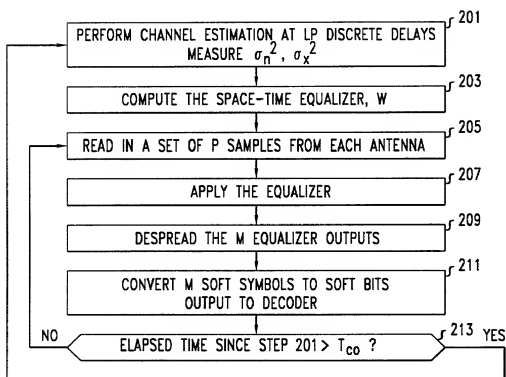 201
PERFORM CHANNEL ESTIMATION AT LP DISCRETE DELAYS
MEASURE σn², σx²
203
COMPUTE THE SPACE-TIME EQUALIZER, W
205
READ IN A SET OF P SAMPLES FROM EACH ANTENNA
207
APPLY THE EQUALIZER
209
DESPREAD THE M EQUALIZER OUTPUTS
211
CONVERT M SOFT SYMBOLS TO SOFT BITS
OUTPUT TO DECODER
213
NO
ELAPSED TIME SINCE STEP 201 > Tco ?
YES